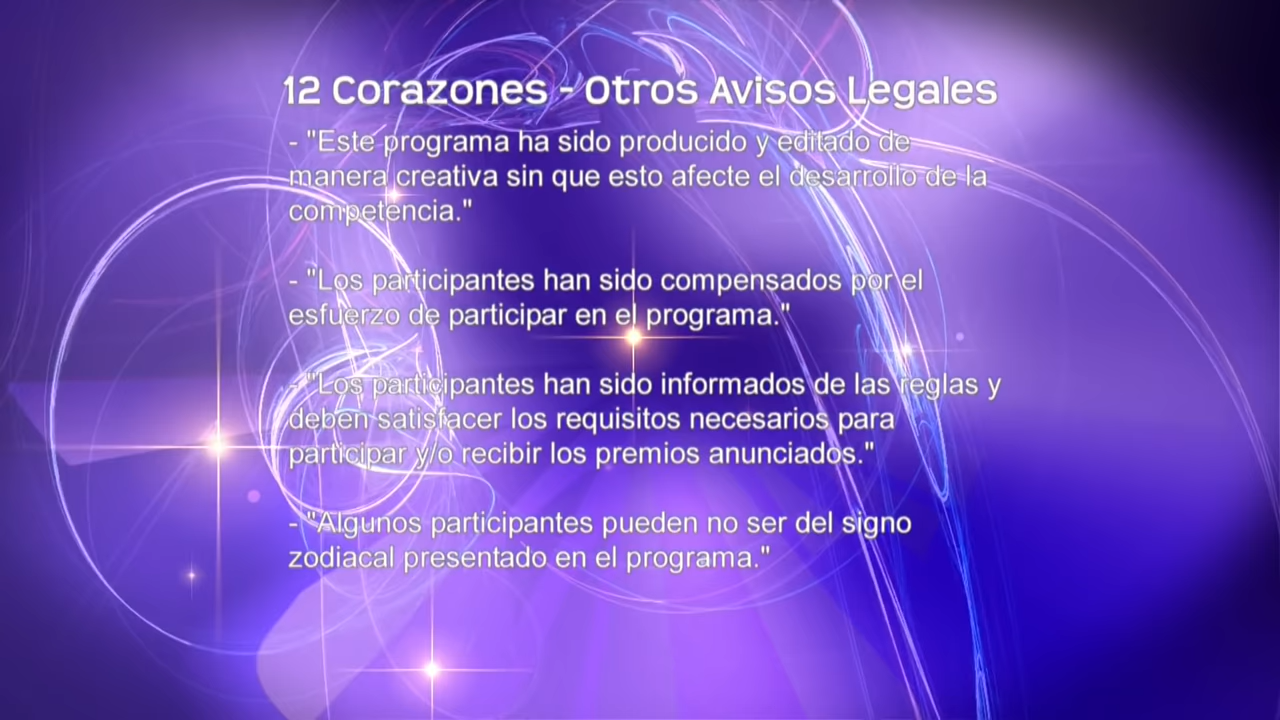 12 Corazones - Otros Avisos Legales
- "Este programa ha sido producido y editado de
manera creativa sin que esto afecte el desarrollo de la
competencia."
- "Los participantes han sido compensados por el
esfuerzo de participar en el programa."
- "Los participantes han sido informados de las reglas y
deben satisfacer los requisitos necesarios para
participar y/o recibir los premios anunciados."
- "Algunos participantes pueden no ser del signo
zodiacal presentado en el programa."